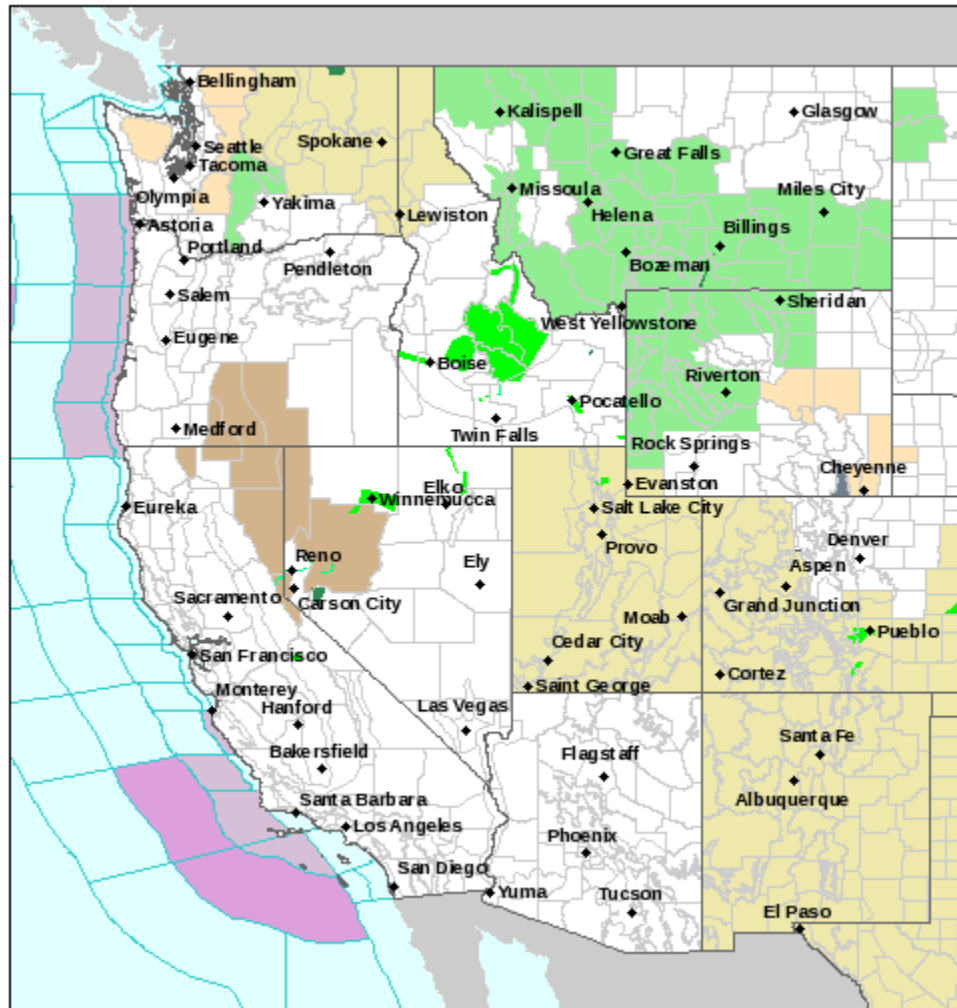 Bellingham
Kalispell
Glasgow
Seattle
Spokane
Great Falls
Tacoma
Olympia
Yakima
Lewiston
Missoula
Helena
Miles City
Astoria
Billings
Portland
Pendleton
Bozeman
Salem
Sheridan
West Yellowstone
Eugene
Boise
Riverton
Pocatello
Medford
Twin Falls
Rock Springs
Cheyenne
Evanston
Elko
Winnemucca
Eureka
Salt Lake City
Provo
Denver
Reno
Ely
Aspen
Sacramento
Carson City
Grand Junction
Moab
Pueblo
San Francisco
Cedar City
Cortez
Saint George
Monterey
Hanford
Las Vegas
Bakersfield
Flagstaff
Santa Fe
Albuquerque
Santa Barbara
Los Angeles
Phoenix
San Diego
Yuma
Tucson
El Paso